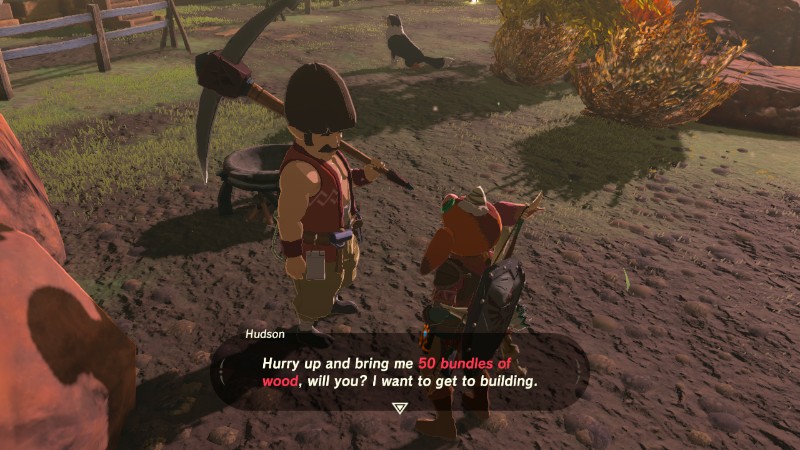 Hudson
Hurry up and bring me 50 bundles of
wood, will you? I want to get to building.